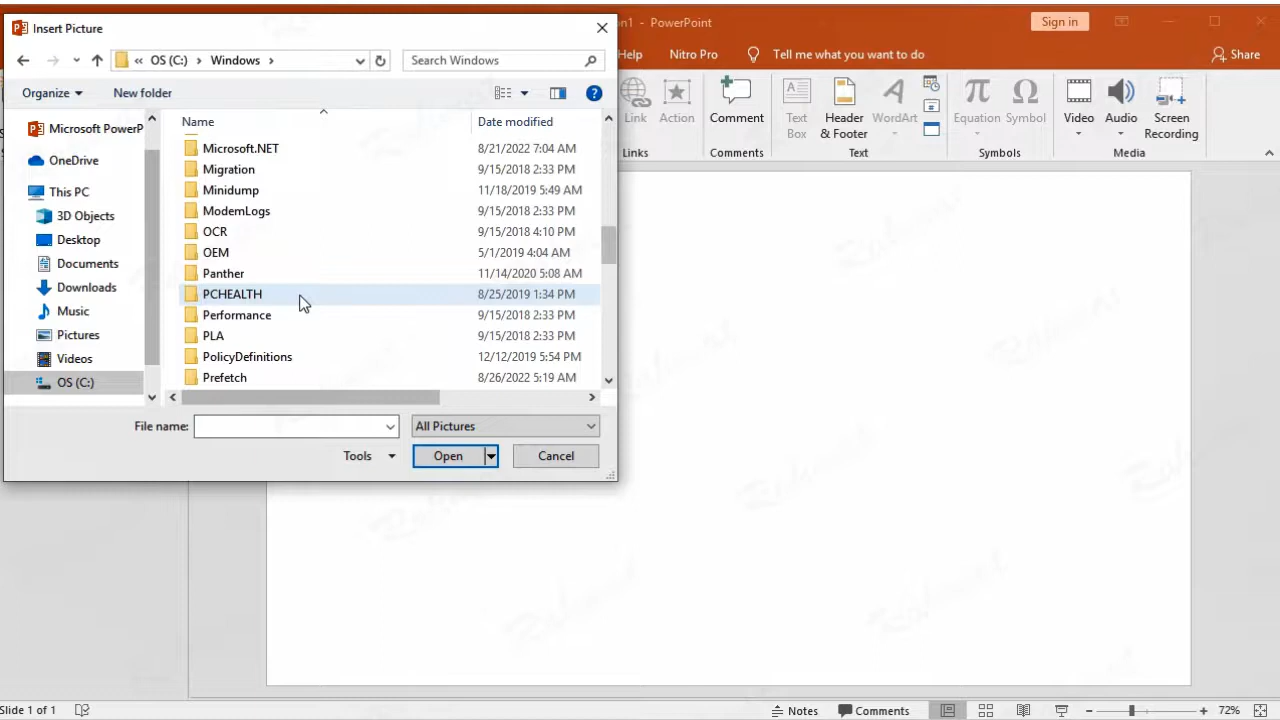 Insert Picture
on1 - PowerPoint
Sign in
« OS (C:) › Windows ›
Search Windows
Help
Nitro Pro
Tell me what you want to do
Share
Organize
New folder
Link
Action
Comment
Text Box
Header & Footer
WordArt
Equation
Symbol
Video
Audio
Screen Recording
Links
Comments
Text
Symbols
Media
Name
Date modified
Microsoft PowerP
OneDrive
This PC
3D Objects
Desktop
Documents
Downloads
Music
Pictures
Videos
OS (C:)
Microsoft.NET 8/21/2022 7:04 AM
Migration 9/15/2018 2:33 PM
Minidump 11/18/2019 5:49 AM
ModemLogs 9/15/2018 2:33 PM
OCR 9/15/2018 4:10 PM
OEM 5/1/2019 4:04 AM
Panther 11/14/2020 5:08 AM
PCHEALTH 8/25/2019 1:34 PM
Performance 9/15/2018 2:33 PM
PLA 9/15/2018 2:33 PM
PolicyDefinitions 12/12/2019 5:54 PM
Prefetch 8/26/2022 5:19 AM
File name:
All Pictures
Tools
Open
Cancel
Slide 1 of 1
Notes
Comments
72%